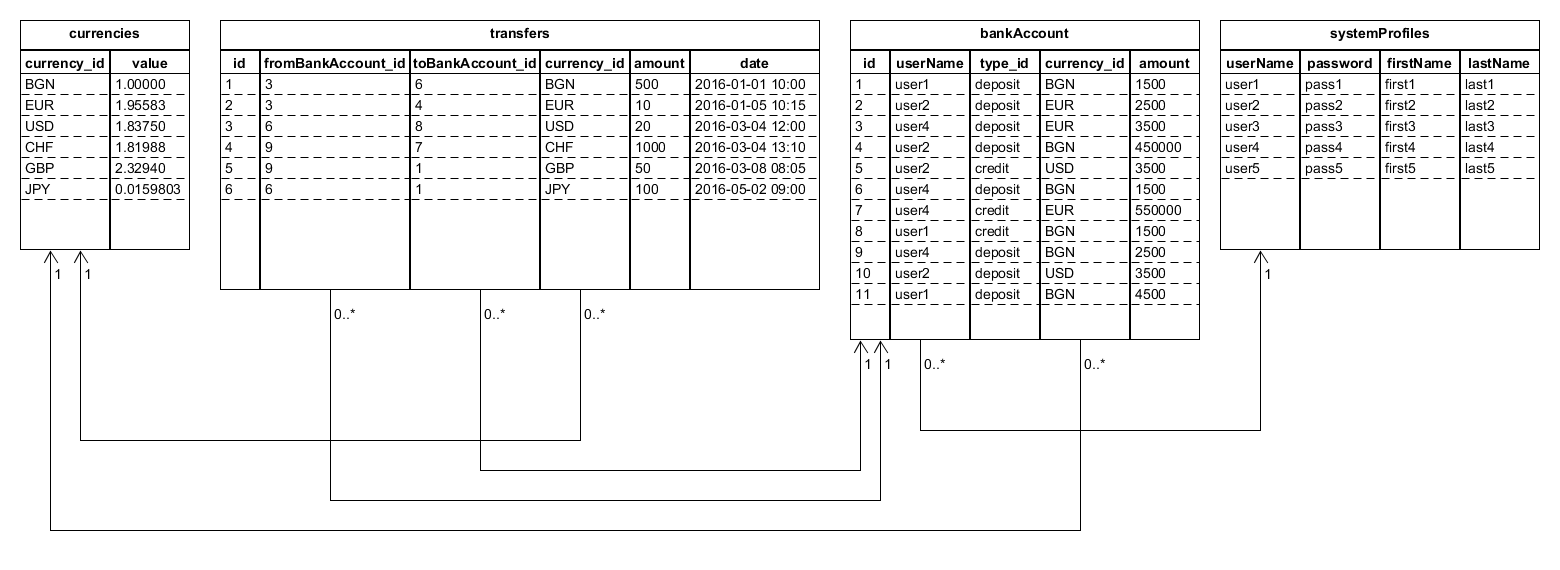 currencies
currency_id value
BGN 1.00000
EUR 1.95583
USD 1.83750
CHF 1.81988
GBP 2.32940
JPY 0.0159803
transfers
id fromBankAccount_id toBankAccount_id currency_id amount date
1 3 6 BGN 500 2016-01-01 10:00
2 3 4 EUR 10 2016-01-05 10:15
3 6 8 USD 20 2016-03-04 12:00
4 9 7 CHF 1000 2016-03-04 13:10
5 9 1 GBP 50 2016-03-08 08:05
6 6 1 JPY 100 2016-05-02 09:00
bankAccount
id userName type_id currency_id amount
1 user1 deposit BGN 1500
2 user2 deposit EUR 2500
3 user4 deposit EUR 3500
4 user2 deposit BGN 450000
5 user2 credit USD 3500
6 user4 deposit BGN 1500
7 user4 credit EUR 550000
8 user1 credit BGN 1500
9 user4 deposit BGN 2500
10 user2 deposit USD 3500
11 user1 deposit BGN 4500
systemProfiles
userName password firstName lastName
user1 pass1 first1 last1
user2 pass2 first2 last2
user3 pass3 first3 last3
user4 pass4 first4 last4
user5 pass5 first5 last5
1 1 1
0..* 0..* 0..*
1 1 0..* 0..*